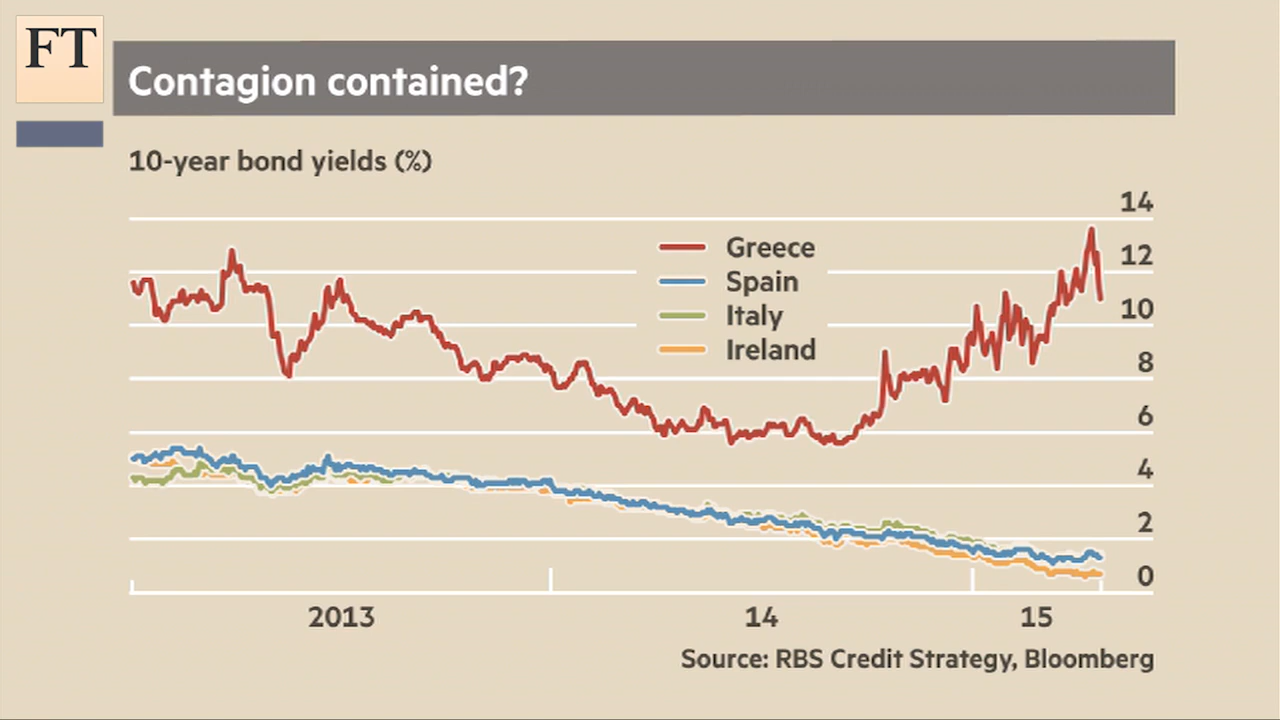 FT
Contagion contained?
10-year bond yields (%)
14
12
10
8
6
4
2
0
Greece
Spain
Italy
Ireland
2013 14 15
Source: RBS Credit Strategy, Bloomberg